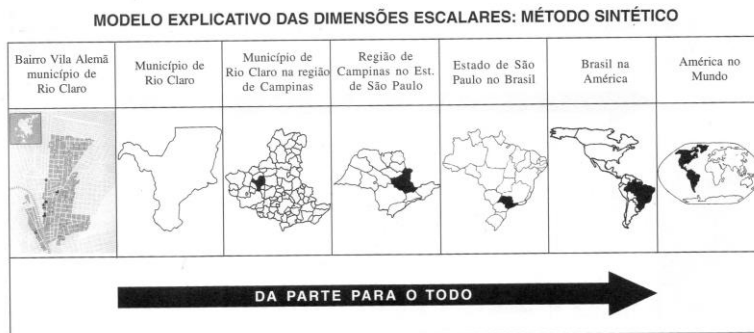 MODELO EXPLICATIVO DAS DIMENSÕES ESCALARES: MÉTODO SINTÉTICO
Bairro Vila Alemã
município de
Rio Claro
Município de
Rio Claro
Município de
Rio Claro na região
de Campinas
Região de
Campinas no Est.
de São Paulo
Estado de São
Paulo no Brasil
Brasil na
América
América no
Mundo
DA PARTE PARA O TODO